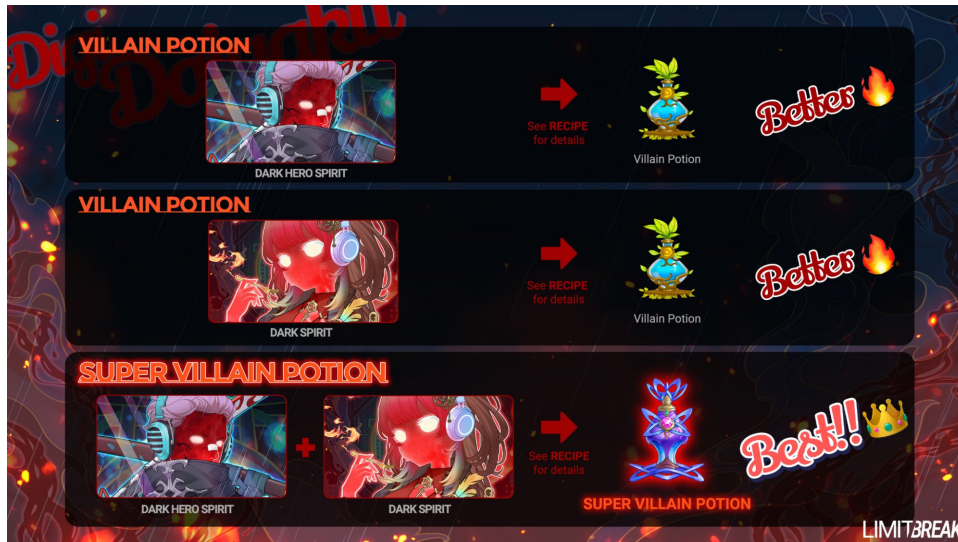 Digi
Daigaku
VILLAIN POTION
See RECIPE
for details
DARK HERO SPIRIT
Villain Potion
Better
VILLAIN POTION
See RECIPE
for details
DARK SPIRIT
Villain Potion
Better
SUPER VILLAIN POTION
See RECIPE
for details
DARK HERO SPIRIT
DARK SPIRIT
SUPER VILLAIN POTION
Best!!
LIMITBREAK